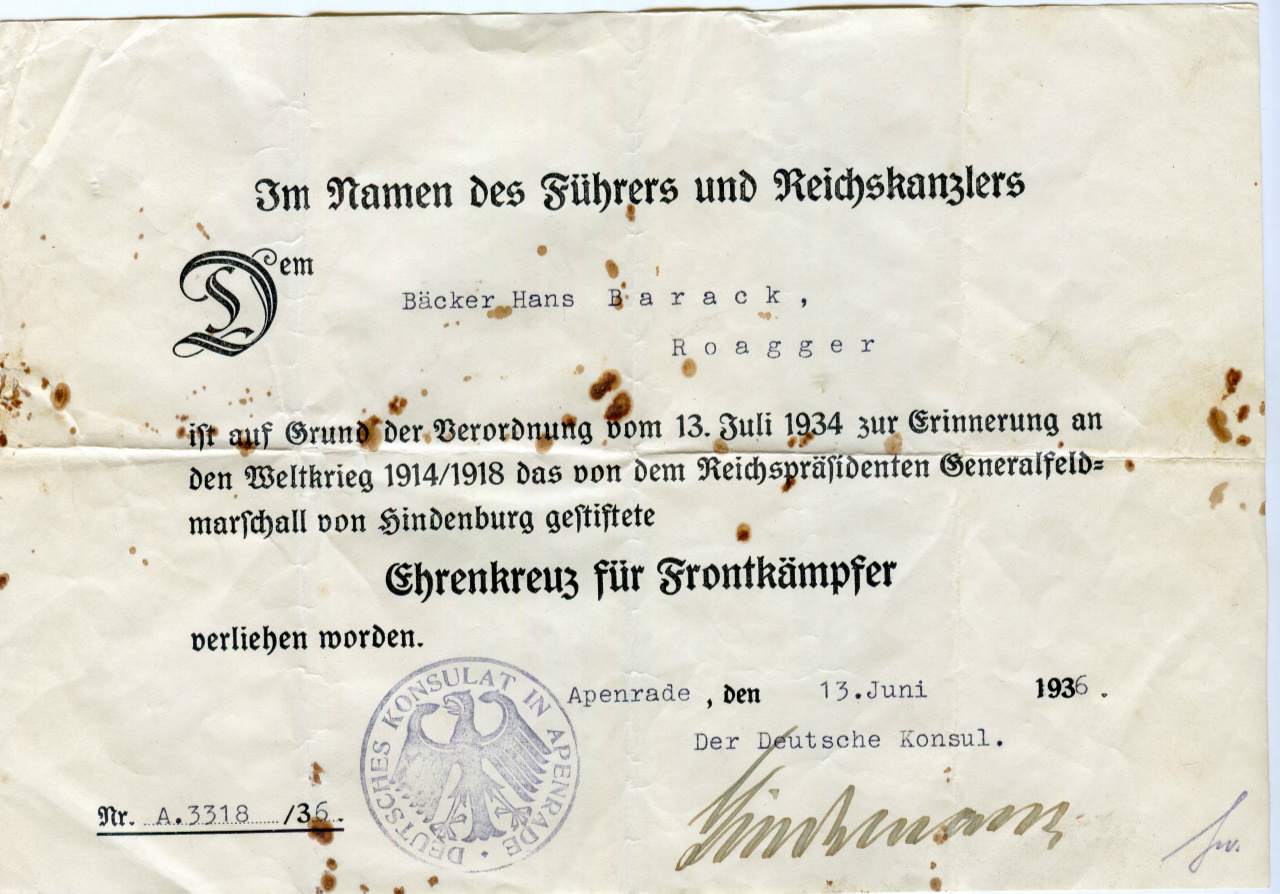 Im Namen des Führers und Reichskanzlers
Dem
Bäcker Hans Barack,
Roagger
ist auf Grund der Verordnung vom 13. Juli 1934 zur Erinnerung an
den Weltkrieg 1914/1918 das von dem Reichspräsidenten Generalfeld=
marschall von Hindenburg gestiftete
Ehrenkreuz für Frontkämpfer
verliehen worden.
Apenrade, den 13.Juni 1936.
Der Deutsche Konsul.
DEUTSCHES KONSULAT IN APENRADE
Nr. A.3318 /36.